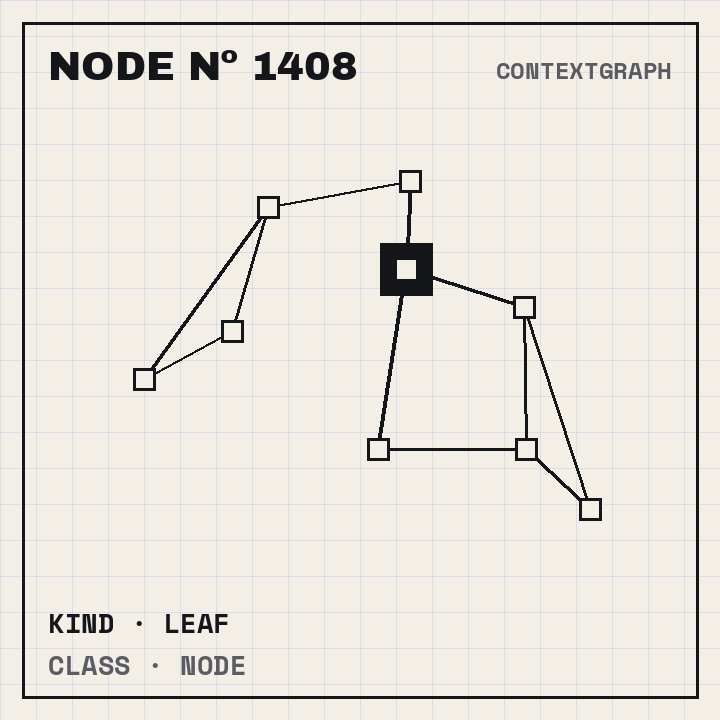 NODE Nº 1408
CONTEXTGRAPH
KIND · LEAF
CLASS · NODE